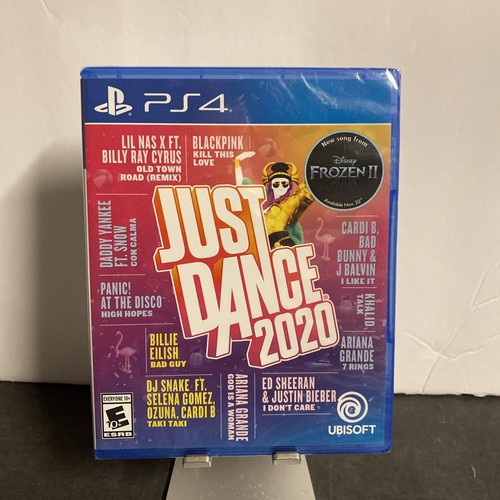 PS4
LIL NAS X FT.
BILLY RAY CYRUS
OLD TOWN
ROAD (REMIX)
BLACKPINK
KILL THIS
LOVE
New song from
Disney
FROZEN II
Available Nov. 22nd
DADDY YANKEE
FT. SNOW
CON CALMA
JUST
DANCE
2020
CARDI B,
BAD
BUNNY &
J BALVIN
I LIKE IT
PANIC!
AT THE DISCO
HIGH HOPES
KHALID
TALK
BILLIE
EILISH
BAD GUY
ARIANA
GRANDE
7 RINGS
DJ SNAKE FT.
SELENA GOMEZ,
OZUNA, CARDI B
TAKI TAKI
ARIANA GRANDE
GOD IS A WOMAN
ED SHEERAN
& JUSTIN BIEBER
I DON'T CARE
EVERYONE 10+
E
10+
ESRB
UBISOFT